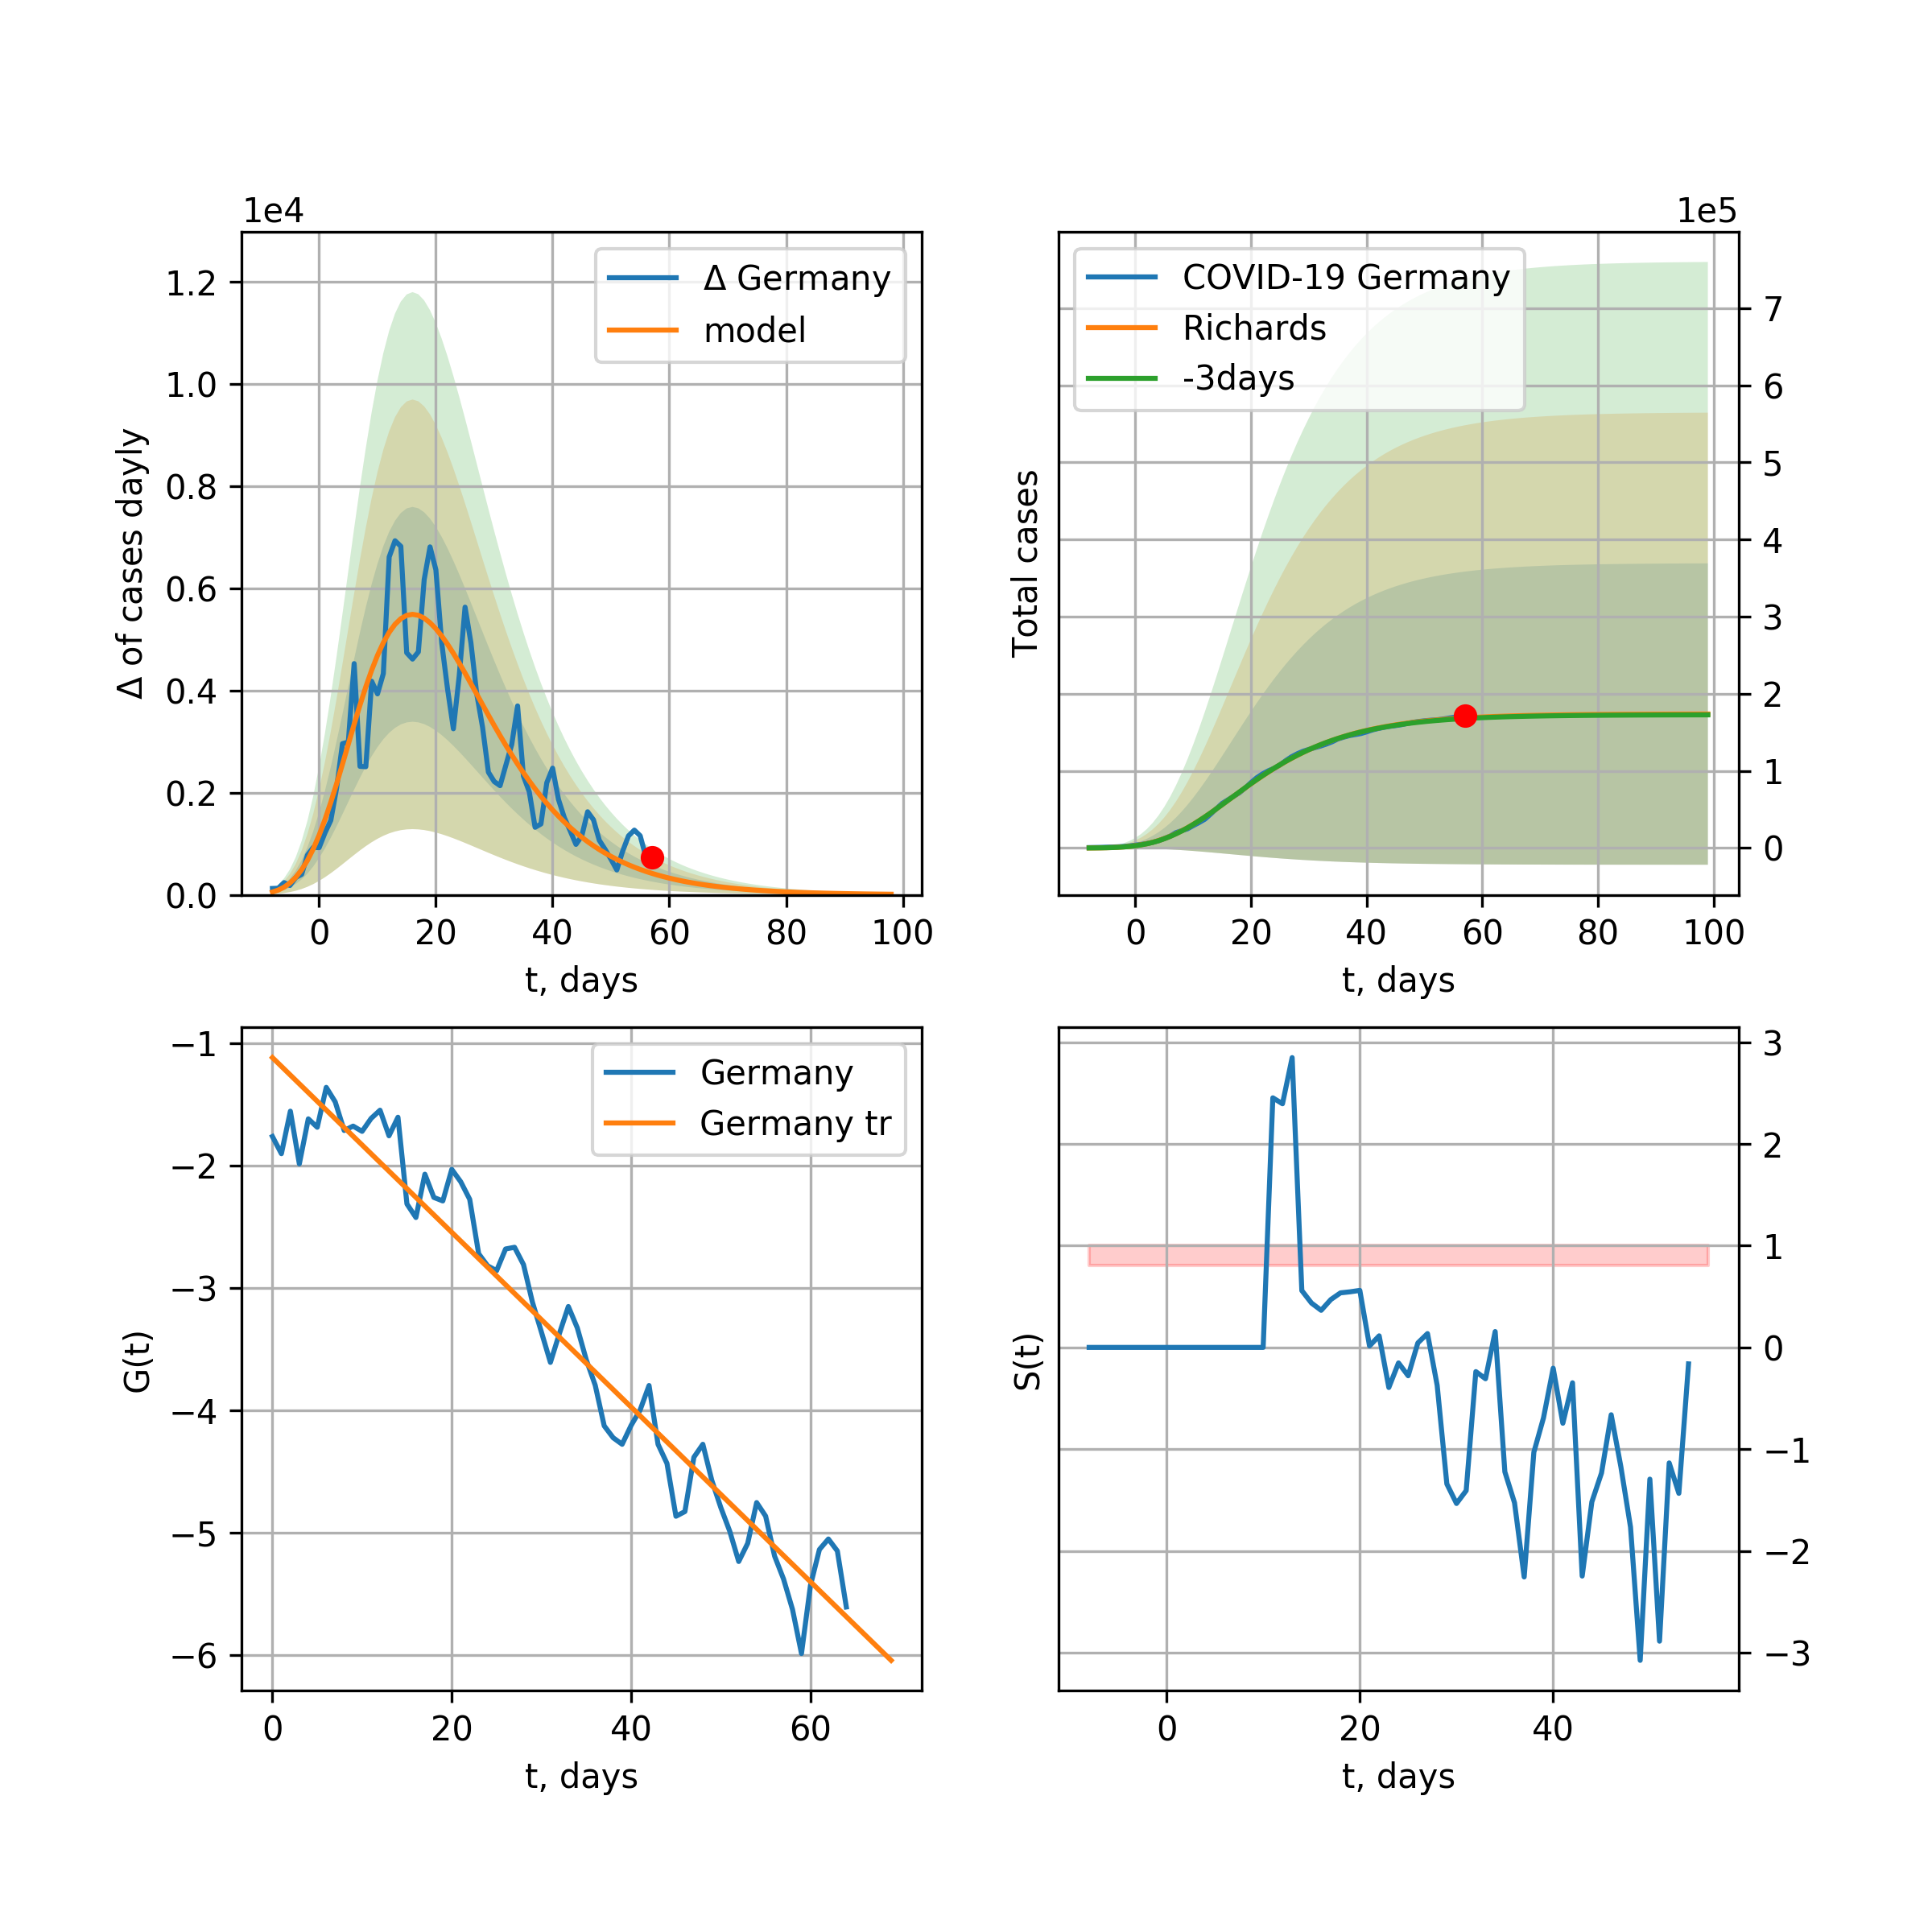 1e4
Δ of cases dayly
1.2
1.0
0.8
0.6
0.4
0.2
0.0
Δ Germany
model
0 20 40 60 80 100
t, days
1e5
Total cases
COVID-19 Germany
Richards
-3days
7
6
5
4
3
2
1
0
0 20 40 60 80 100
t, days
G(t)
−1
−2
−3
−4
−5
−6
Germany
Germany tr
0 20 40 60
t, days
S(t)
3
2
1
0
−1
−2
−3
0 20 40
t, days